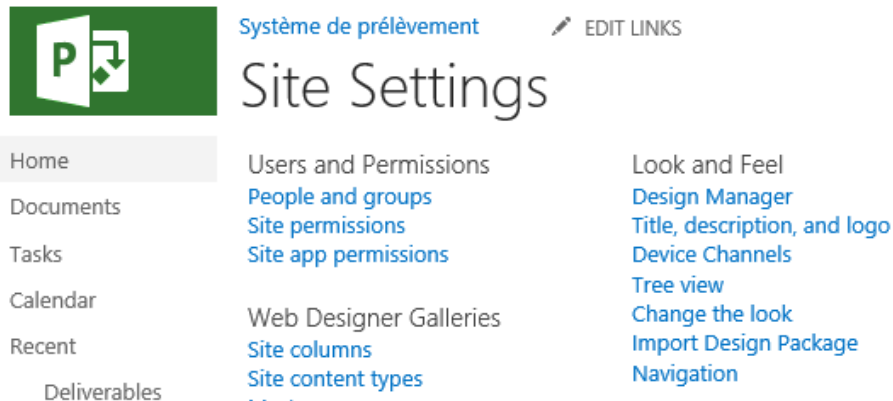 P
Système de prélèvement
EDIT LINKS
Site Settings
Home
Documents
Tasks
Calendar
Recent
Deliverables
Users and Permissions
People and groups
Site permissions
Site app permissions
Web Designer Galleries
Site columns
Site content types
Look and Feel
Design Manager
Title, description, and logo
Device Channels
Tree view
Change the look
Import Design Package
Navigation